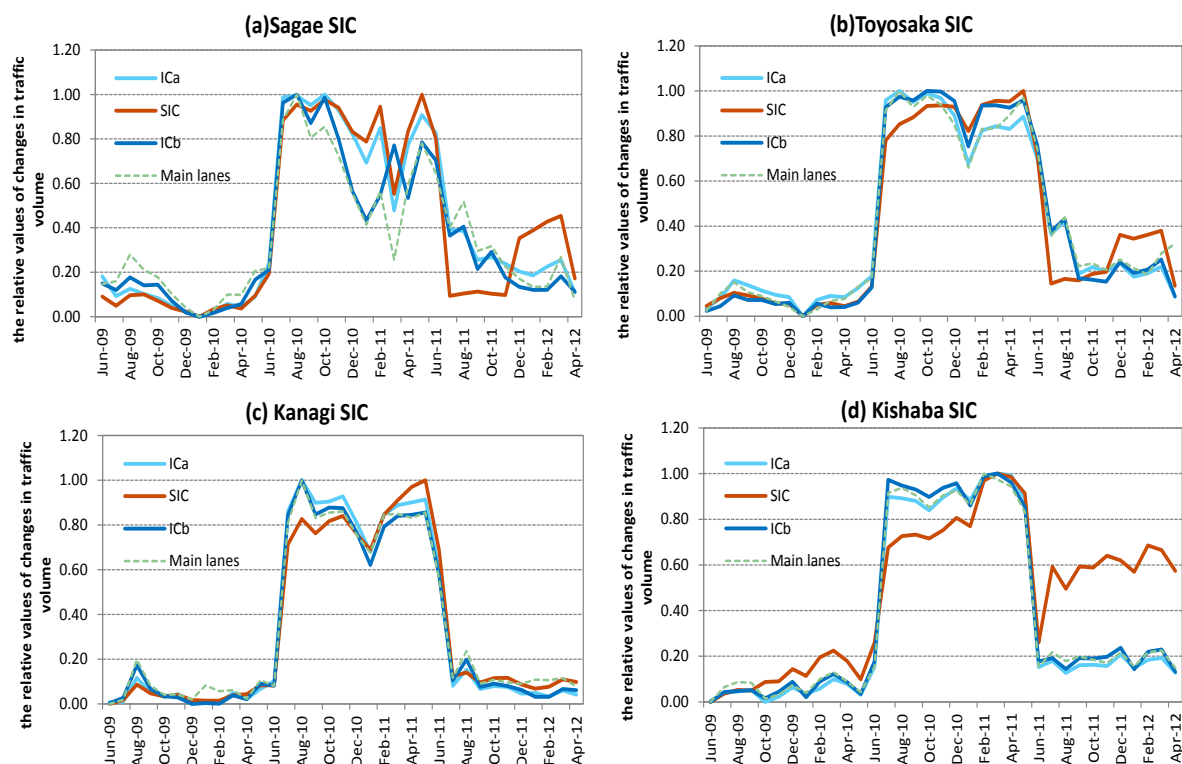 (a)Sagae SIC
the relative values of changes in traffic
volume
1.20
1.00
0.80
0.60
0.40
0.20
0.00
ICa
SIC
ICb
Main lanes
Jun-09
Aug-09
Oct-09
Dec-09
Feb-10
Apr-10
Jun-10
Aug-10
Oct-10
Dec-10
Feb-11
Apr-11
Jun-11
Aug-11
Oct-11
Dec-11
Feb-12
Apr-12
(b)Toyosaka SIC
the relative values of changes in traffic
volume
1.20
1.00
0.80
0.60
0.40
0.20
0.00
ICa
SIC
ICb
Main lanes
Jun-09
Aug-09
Oct-09
Dec-09
Feb-10
Apr-10
Jun-10
Aug-10
Oct-10
Dec-10
Feb-11
Apr-11
Jun-11
Aug-11
Oct-11
Dec-11
Feb-12
Apr-12
(c) Kanagi SIC
the relative values of changes in traffic
volume
1.20
1.00
0.80
0.60
0.40
0.20
0.00
ICa
SIC
ICb
Main lanes
Jun-09
Aug-09
Oct-09
Dec-09
Feb-10
Apr-10
Jun-10
Aug-10
Oct-10
Dec-10
Feb-11
Apr-11
Jun-11
Aug-11
Oct-11
Dec-11
Feb-12
Apr-12
(d) Kishaba SIC
the relative values of changes in traffic
volume
1.20
1.00
0.80
0.60
0.40
0.20
0.00
ICa
SIC
ICb
Main lanes
Jun-09
Aug-09
Oct-09
Dec-09
Feb-10
Apr-10
Jun-10
Aug-10
Oct-10
Dec-10
Feb-11
Apr-11
Jun-11
Aug-11
Oct-11
Dec-11
Feb-12
Apr-12